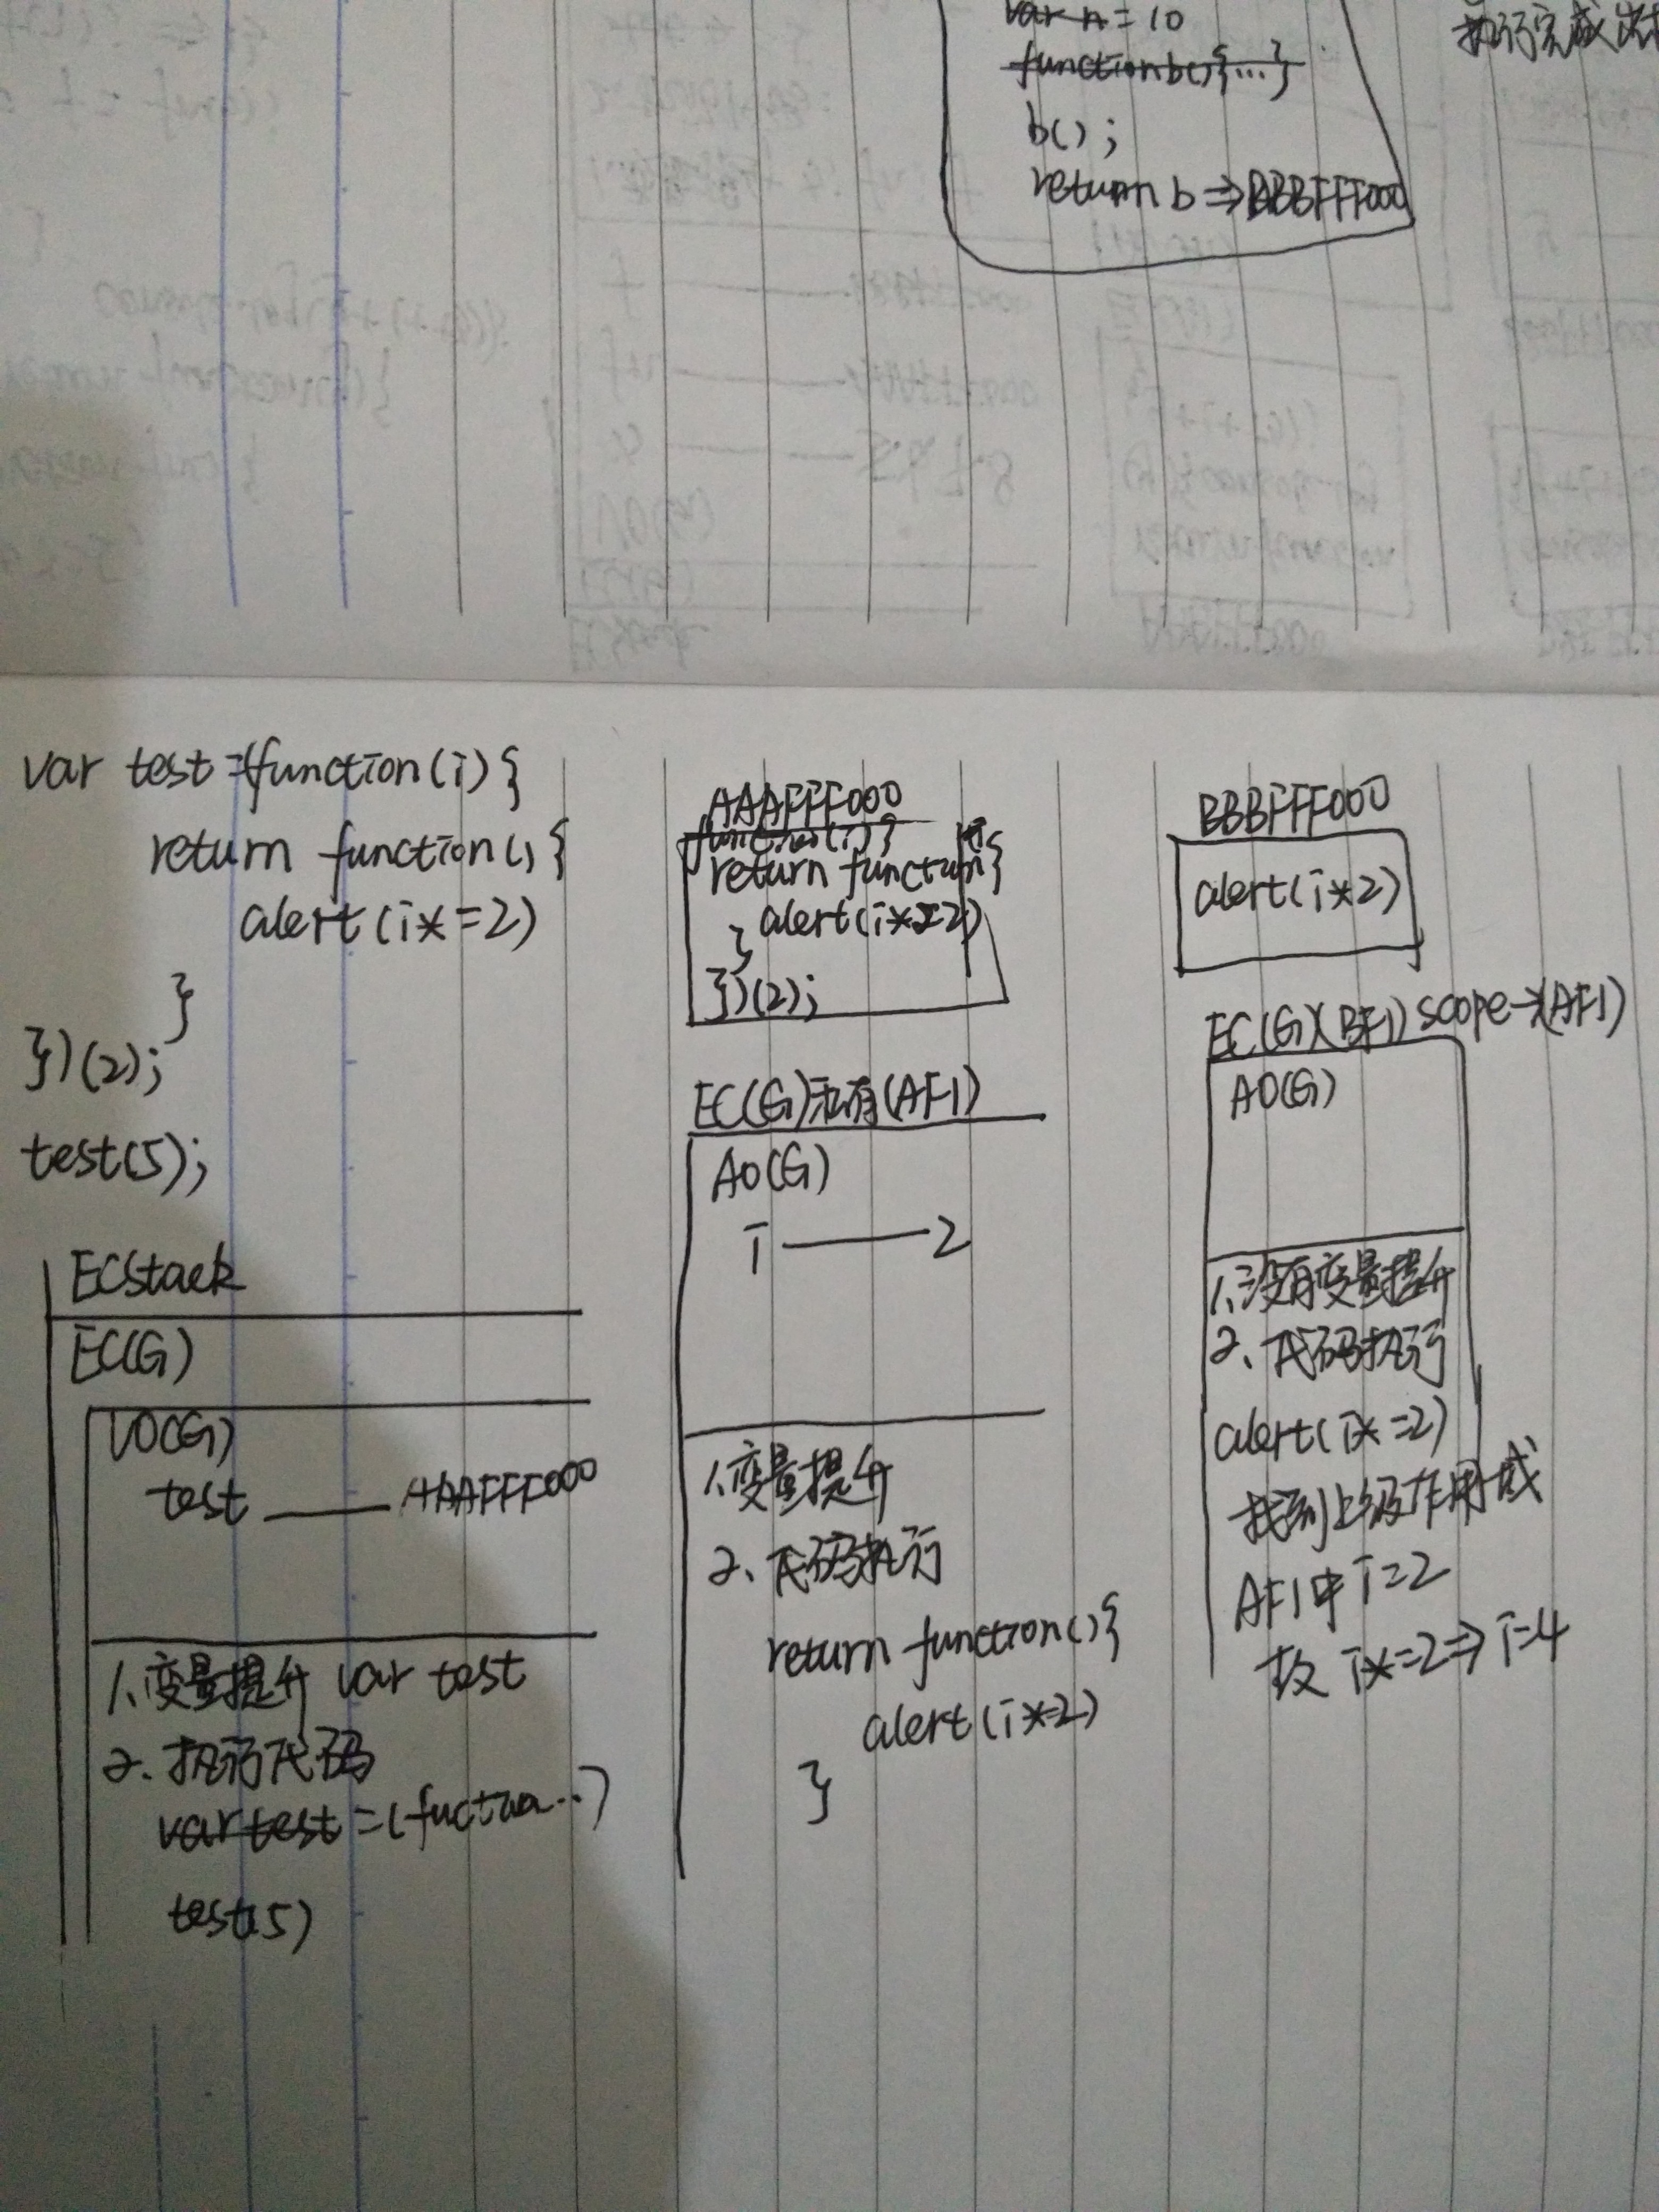 var n = 10
function b(){...}
b();
return b => BBBFFF000
执行完成出栈
var test =(function(i){
return function(){
alert(i*=2)
}
})(2);
test(5);
ECStack
EC(G)
VO(G)
test —— AAAFFF000
1、变量提升 var test
2、执行代码
var test =(fuction...)
test(5)
AAAFFF000
function(i){
return function{
alert(i*=2)
}
})(2);
EC(G)私有(AF1)
AO(G)
i —— 2
1、变量提升
2、代码执行
return function(){
alert(i*2)
}
BBBFFF000
alert(i*2)
EC(G)(BF1) scope→(AF1)
AO(G)
1、没有变量提升
2、代码执行
alert(i*=2)
找到上级作用域
AF1中 i=2
故 i*=2 => i=4